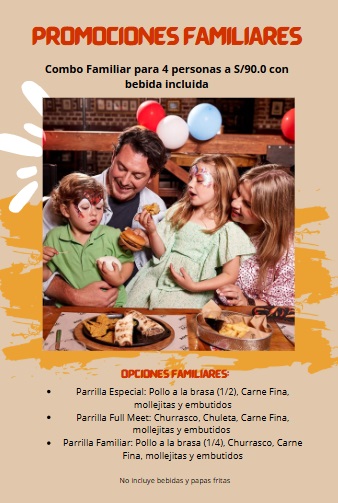 PROMOCIONES FAMILIARES
Combo Familiar para 4 personas a S/90.0 con
bebida incluida
OPCIONES FAMILIARES:
• Parrilla Especial: Pollo a la brasa (1/2), Carne Fina,
mollejitas y embutidos
• Parrilla Full Meet: Churrasco, Chuleta, Carne Fina,
mollejitas y embutidos
• Parrilla Familiar: Pollo a la brasa (1/4), Churrasco, Carne
Fina, mollejitas y embutidos
No incluye bebidas y papas fritas